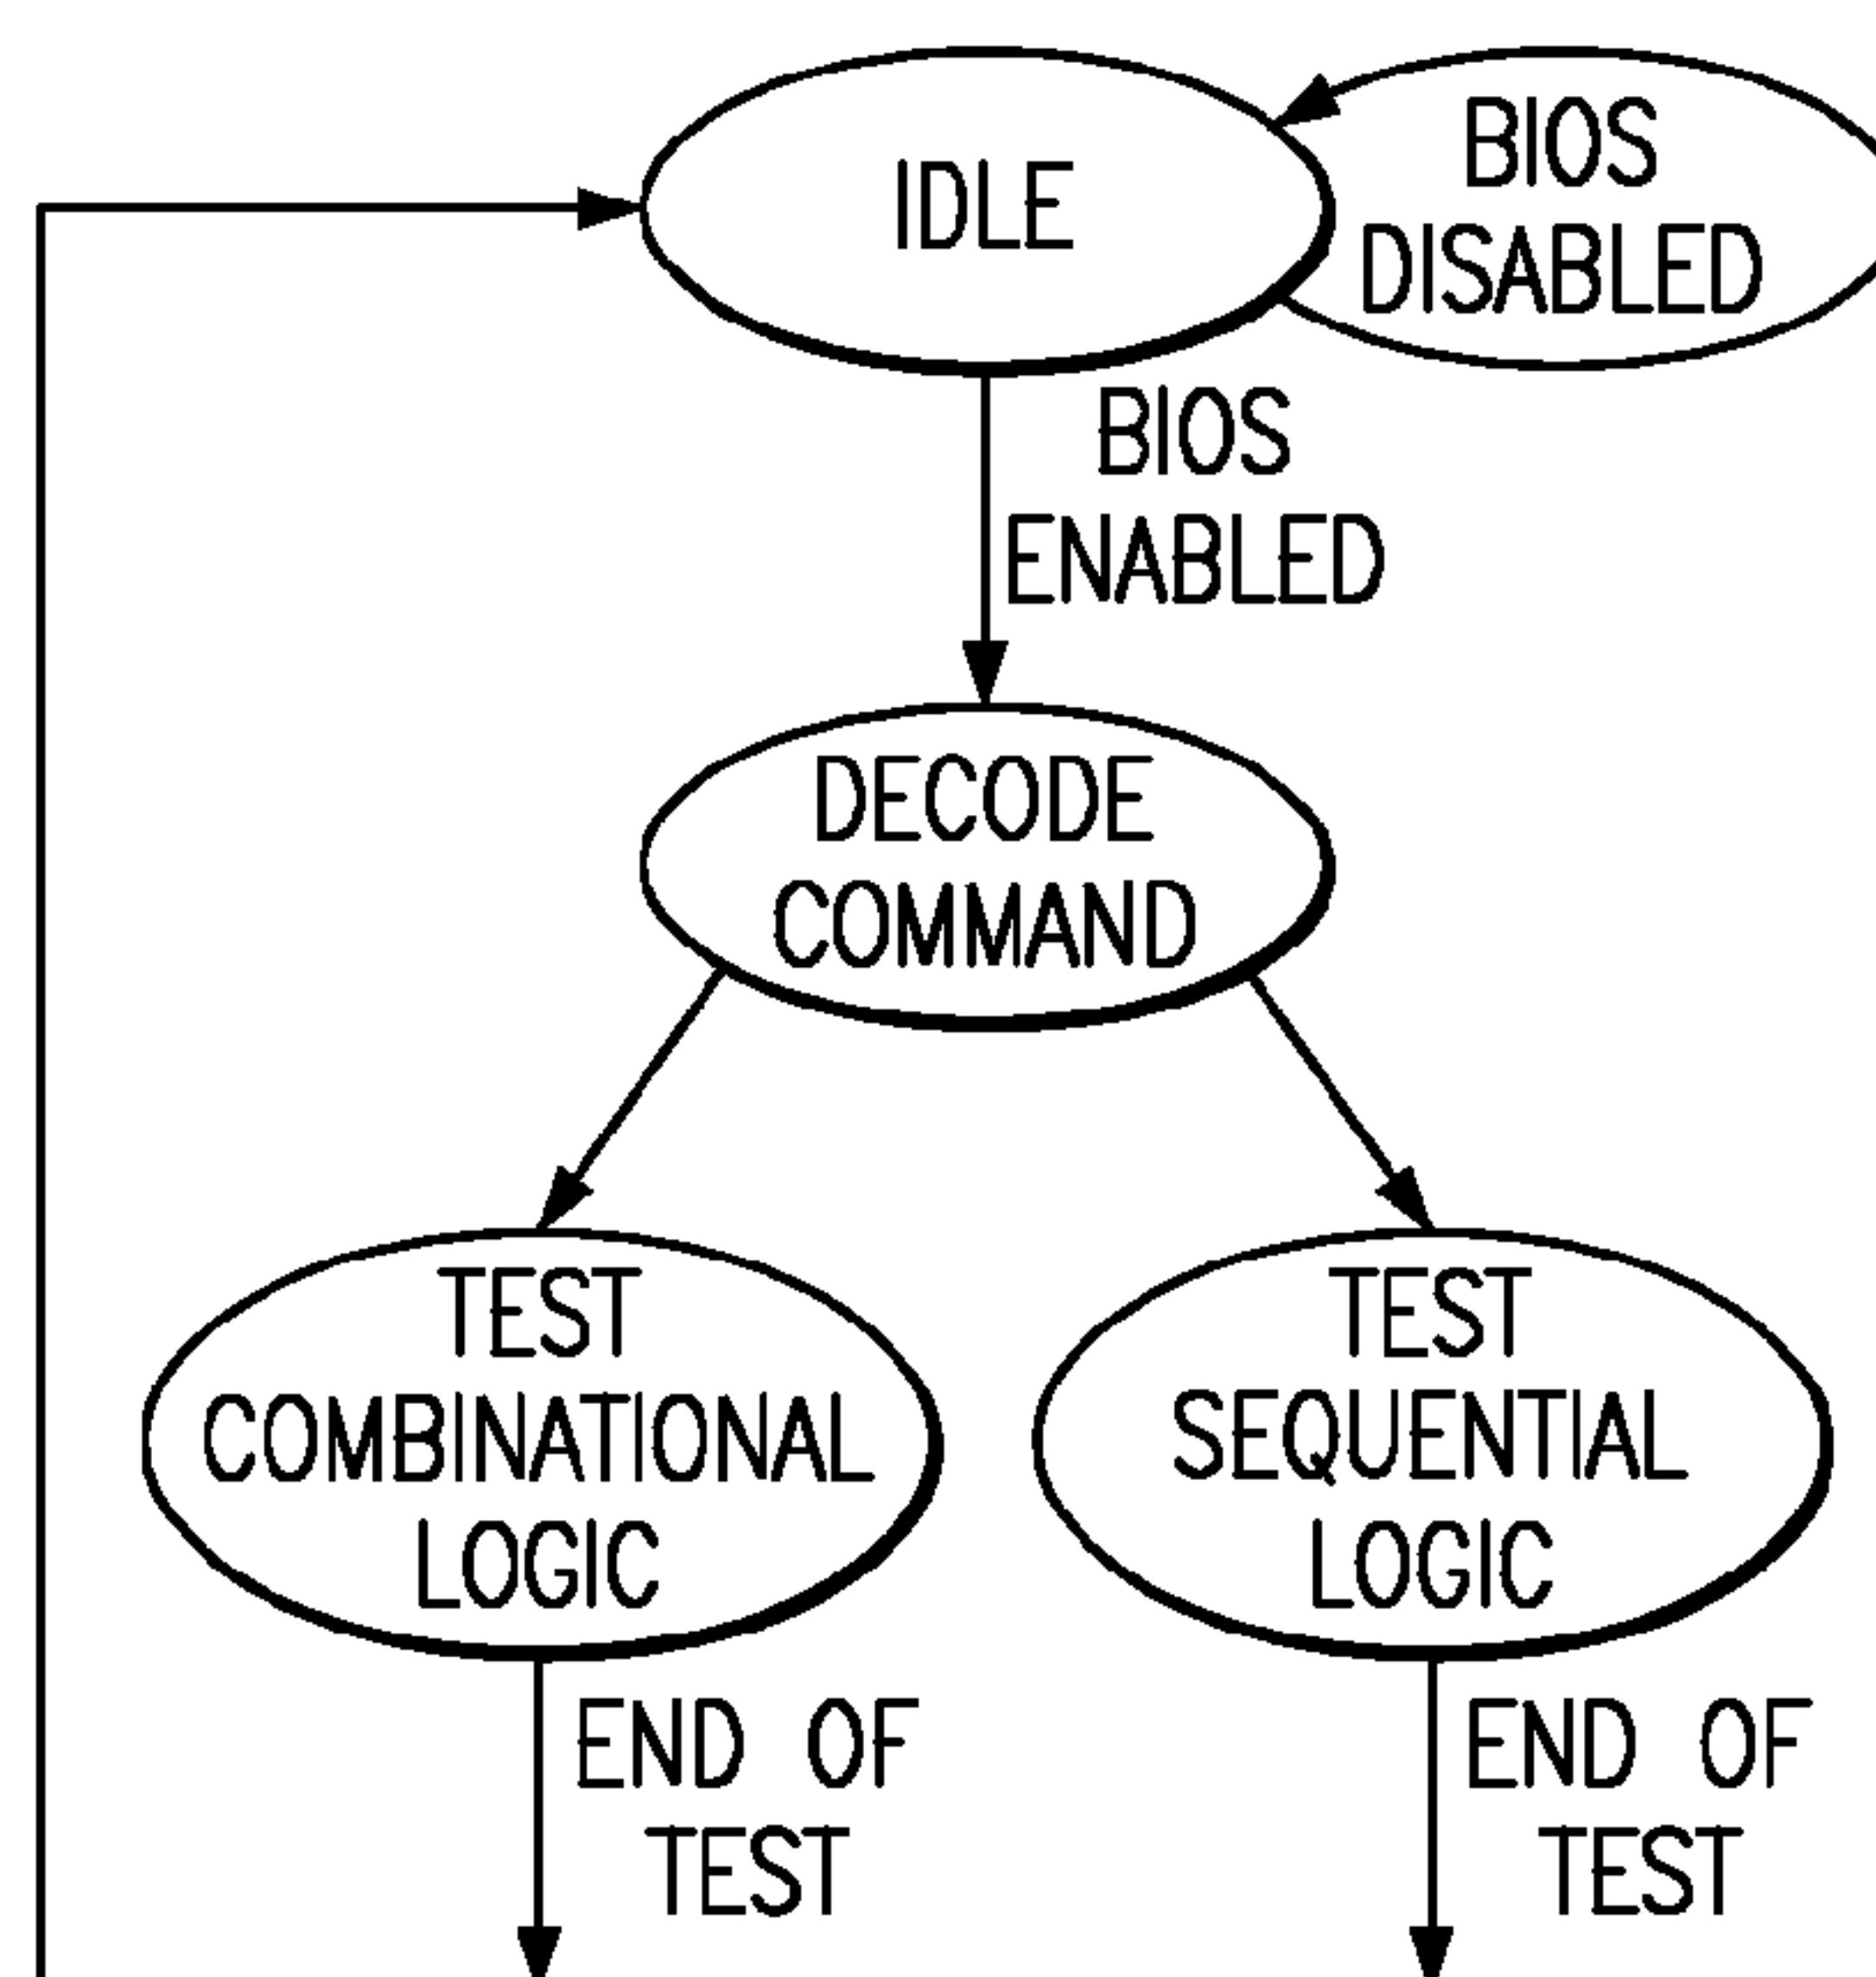 IDLE
BIOS
DISABLED
BIOS
ENABLED
DECODE
COMMAND
TEST
COMBINATIONAL
LOGIC
TEST
SEQUENTIAL
LOGIC
END OF
TEST
END OF
TEST